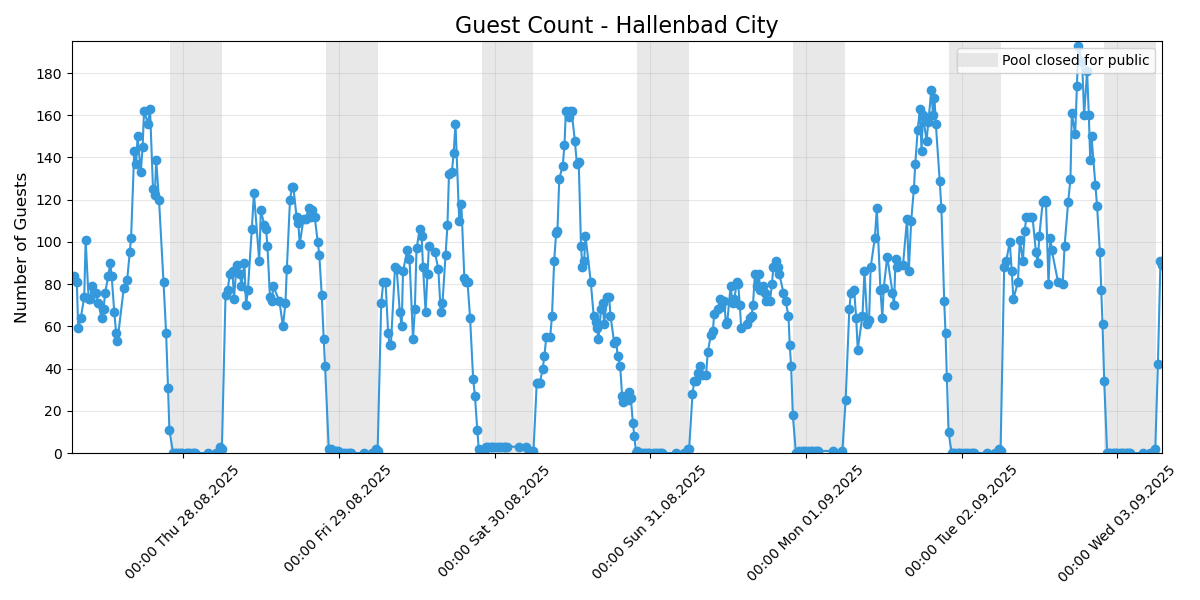 Guest Count - Hallenbad City
Pool closed for public
Number of Guests
180
160
140
120
100
80
60
40
20
0
00:00 Thu 28.08.2025
00:00 Fri 29.08.2025
00:00 Sat 30.08.2025
00:00 Sun 31.08.2025
00:00 Mon 01.09.2025
00:00 Tue 02.09.2025
00:00 Wed 03.09.2025